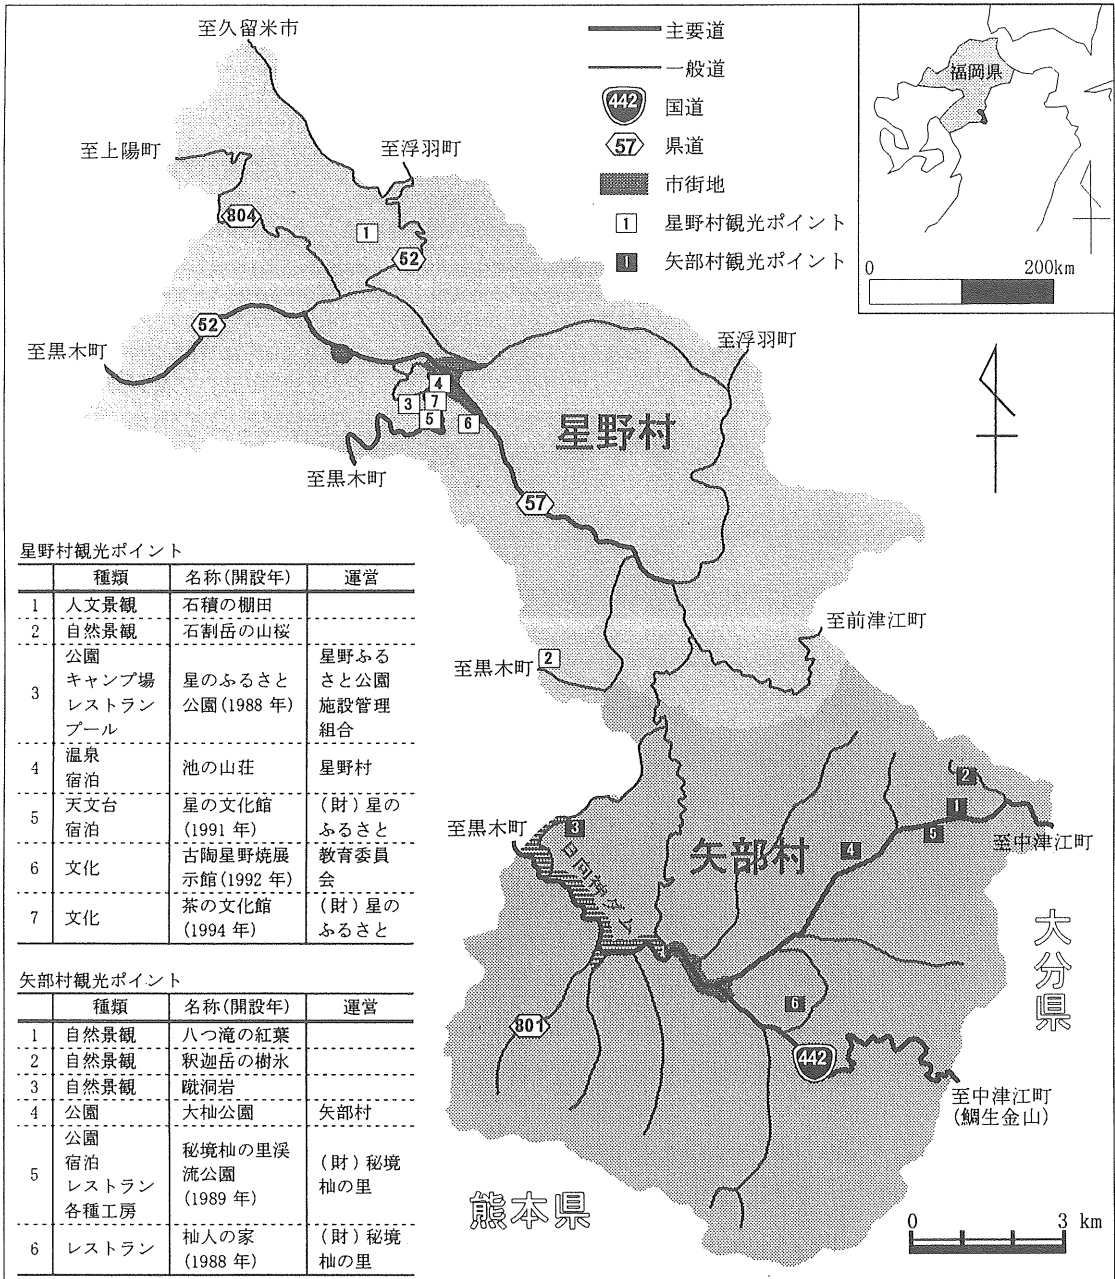 至久留米市
主要道
一般道
442 国道
57 県道
市街地
1 星野村観光ポイント
1 矢部村観光ポイント
福岡県
0 200km
至上陽町
至浮羽町
804
1
52
52
至黒木町
至浮羽町
4
3 7
5 6
星野村
至黒木町
57
至前津江町
2
至黒木町
星野村観光ポイント
種類 名称(開設年) 運営
1 人文景観 石積の棚田
2 自然景観 石割岳の山桜
3 公園 キャンプ場 レストラン プール 星のふるさと公園(1988年) 星野ふるさと公園施設管理組合
4 温泉 宿泊 池の山荘 星野村
5 天文台 宿泊 星の文化館(1991年) (財)星のふるさと
6 文化 古陶星野焼展示館(1992年) 教育委員会
7 文化 茶の文化館(1994年) (財)星のふるさと
2
1
5
至黒木町
3
日向神ダム
矢部村
4
至中津江町
大分県
6
801
442
至中津江町
(鯛生金山)
矢部村観光ポイント
種類 名称(開設年) 運営
1 自然景観 八つ滝の紅葉
2 自然景観 釈迦岳の樹氷
3 自然景観 蹴洞岩
4 公園 大杣公園 矢部村
5 公園 宿泊 レストラン 各種工房 秘境杣の里渓流公園(1989年) (財)秘境杣の里
6 レストラン 杣人の家(1988年) (財)秘境杣の里
熊本県
0 3 km